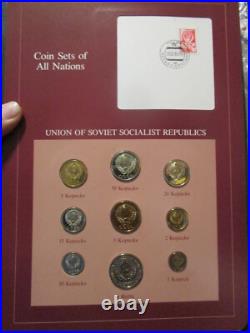 Coin Sets of
All Nations
UNION OF SOVIET SOCIALIST REPUBLICS
3 Kopecks
50 Kopecks
20 Kopecks
15 Kopecks
5 Kopecks
2 Kopecks
10 Kopecks
1 Kopeck